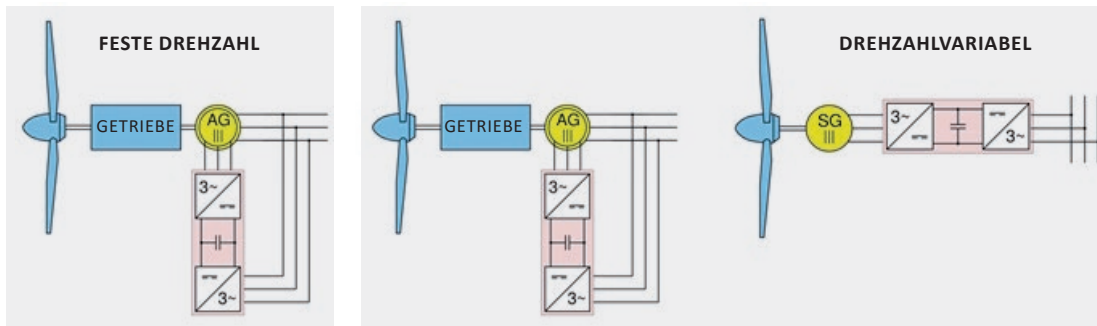 FESTE DREHZAHL
GETRIEBE
AG
3~
3~
DREHZAHLVARIABEL
GETRIEBE
AG
3~
3~
SG
3~
3~